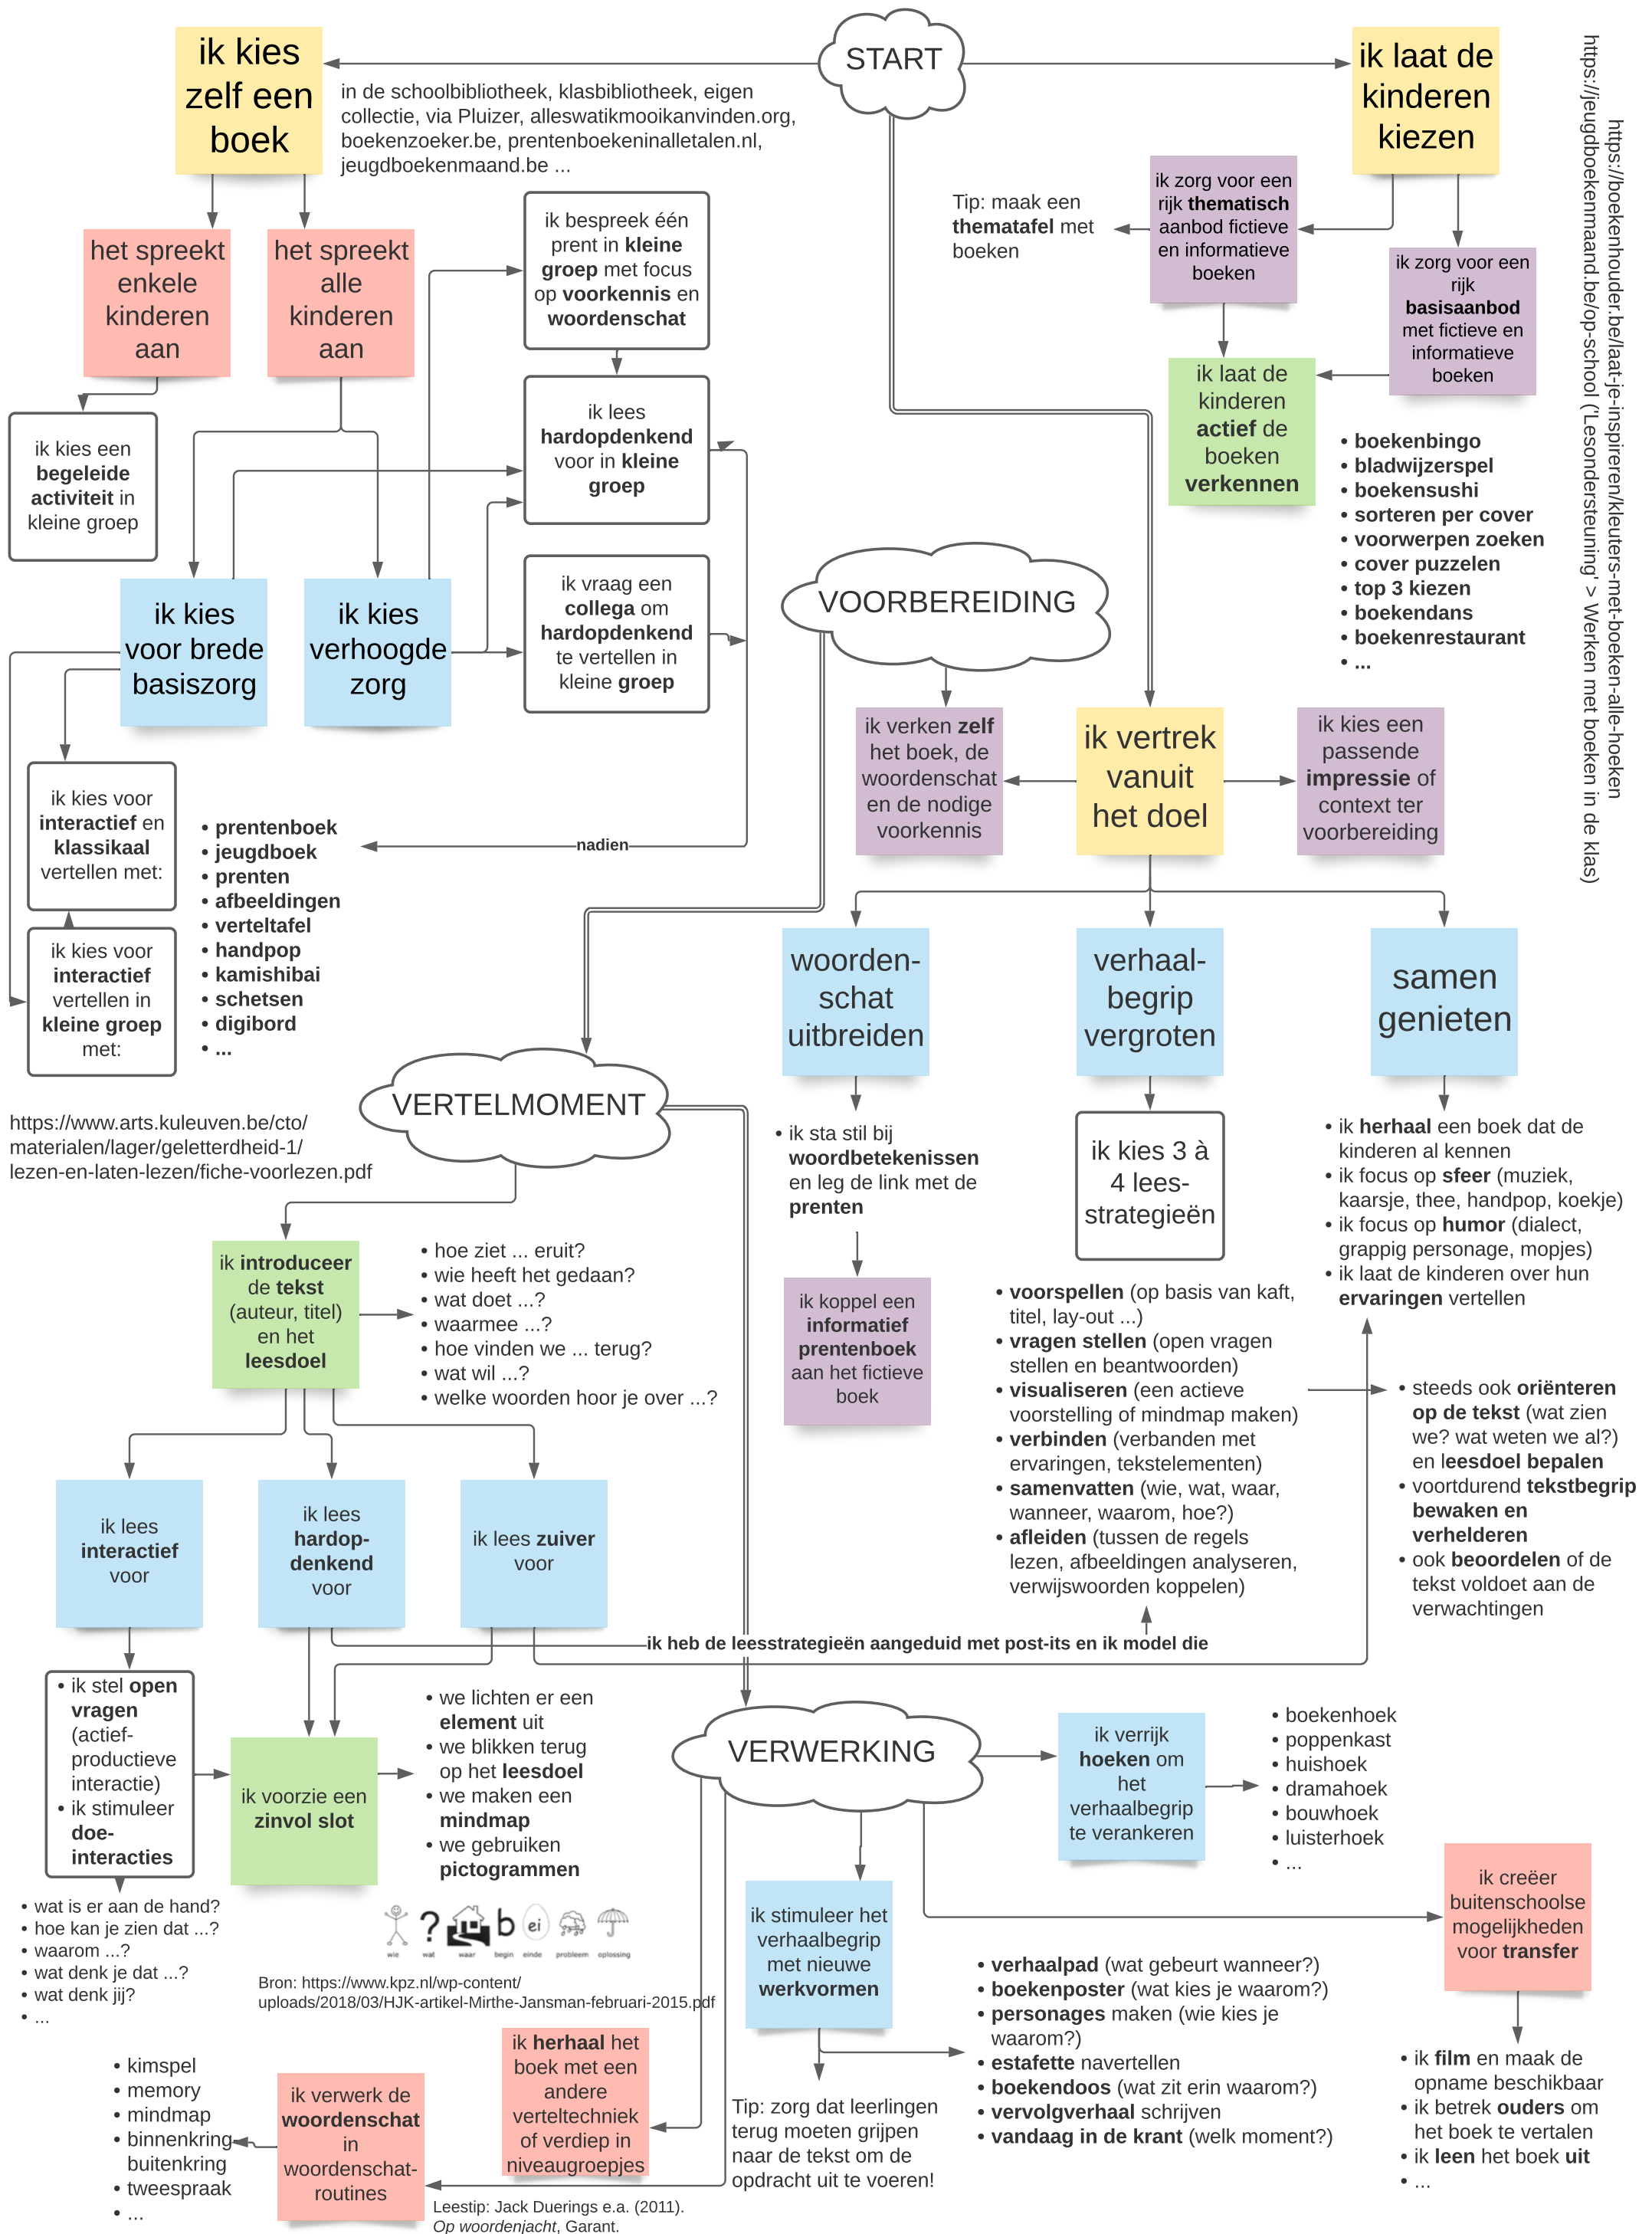 START
ik kies
zelf een
boek
in de schoolbibliotheek, klasbibliotheek, eigen
collectie, via Pluizer, alleswatikmooikanvinden.org,
boekenzoeker.be, prentenboekeninalletalen.nl,
jeugdboekenmaand.be ...
ik laat de
kinderen
kiezen
https://boekenhouder.be/laat-je-inspireren/kleuters-met-boeken-alle-hoeken
https://jeugdboekenmaand.be/op-school ('Lesondersteuning' > Werken met boeken in de klas)
het spreekt
enkele
kinderen
aan
het spreekt
alle
kinderen
aan
ik bespreek één
prent in kleine
groep met focus
op voorkennis en
woordenschat
Tip: maak een
thematafel met
boeken
ik zorg voor een
rijk thematisch
aanbod fictieve
en informatieve
boeken
ik zorg voor een
rijk
basisaanbod
met fictieve en
informatieve
boeken
ik kies een
begeleide
activiteit in
kleine groep
ik lees
hardopdenkend
voor in kleine
groep
ik laat de
kinderen
actief de
boeken
verkennen
• boekenbingo
• bladwijzerspel
• boekensushi
• sorteren per cover
• voorwerpen zoeken
• cover puzzelen
• top 3 kiezen
• boekendans
• boekenrestaurant
• ...
ik kies
voor brede
basiszorg
ik kies
verhoogde
zorg
ik vraag een
collega om
hardopdenkend
te vertellen in
kleine groep
VOORBEREIDING
ik verken zelf
het boek, de
woordenschat
en de nodige
voorkennis
ik vertrek
vanuit
het doel
ik kies een
passende
impressie of
context ter
voorbereiding
ik kies voor
interactief en
klassikaal
vertellen met:
ik kies voor
interactief
vertellen in
kleine groep
met:
• prentenboek
• jeugdboek
• prenten
• afbeeldingen
• verteltafel
• handpop
• kamishibai
• schetsen
• digibord
• ...
nadien
woorden-
schat
uitbreiden
verhaal-
begrip
vergroten
samen
genieten
VERTELMOMENT
https://www.arts.kuleuven.be/cto/
materialen/lager/geletterdheid-1/
lezen-en-laten-lezen/fiche-voorlezen.pdf
• ik sta stil bij
woordbetekenissen
en leg de link met de
prenten
ik kies 3 à
4 lees-
strategieën
• ik herhaal een boek dat de
kinderen al kennen
• ik focus op sfeer (muziek,
kaarsje, thee, handpop, koekje)
• ik focus op humor (dialect,
grappig personage, mopjes)
• ik laat de kinderen over hun
ervaringen vertellen
ik introduceer
de tekst
(auteur, titel)
en het
leesdoel
• hoe ziet ... eruit?
• wie heeft het gedaan?
• wat doet ...?
• waarmee ...?
• hoe vinden we ... terug?
• wat wil ...?
• welke woorden hoor je over ...?
ik koppel een
informatief
prentenboek
aan het fictieve
boek
• voorspellen (op basis van kaft,
titel, lay-out ...)
• vragen stellen (open vragen
stellen en beantwoorden)
• visualiseren (een actieve
voorstelling of mindmap maken)
• verbinden (verbanden met
ervaringen, tekstelementen)
• samenvatten (wie, wat, waar,
wanneer, waarom, hoe?)
• afleiden (tussen de regels
lezen, afbeeldingen analyseren,
verwijswoorden koppelen)
• steeds ook oriënteren
op de tekst (wat zien
we? wat weten we al?)
en leesdoel bepalen
• voortdurend tekstbegrip
bewaken en
verhelderen
• ook beoordelen of de
tekst voldoet aan de
verwachtingen
ik lees
interactief
voor
ik lees
hardop-
denkend
voor
ik lees zuiver
voor
ik heb de leesstrategieën aangeduid met post-its en ik model die
• ik stel open
vragen
(actief-
productieve
interactie)
• ik stimuleer
doe-
interacties
ik voorzie een
zinvol slot
• we lichten er een
element uit
• we blikken terug
op het leesdoel
• we maken een
mindmap
• we gebruiken
pictogrammen
VERWERKING
ik verrijk
hoeken om
het
verhaalbegrip
te verankeren
• boekenhoek
• poppenkast
• huishoek
• dramahoek
• bouwhoek
• luisterhoek
• ...
• wat is er aan de hand?
• hoe kan je zien dat ...?
• waarom ...?
• wat denk je dat ...?
• wat denk jij?
• ...
? b ei
wie wat waar begin einde probleem oplossing
Bron: https://www.kpz.nl/wp-content/
uploads/2018/03/HJK-artikel-Mirthe-Jansman-februari-2015.pdf
ik stimuleer het
verhaalbegrip
met nieuwe
werkvormen
ik creëer
buitenschoolse
mogelijkheden
voor transfer
• verhaalpad (wat gebeurt wanneer?)
• boekenposter (wat kies je waarom?)
• personages maken (wie kies je
waarom?)
• estafette navertellen
• boekendoos (wat zit erin waarom?)
• vervolgverhaal schrijven
• vandaag in de krant (welk moment?)
• kimspel
• memory
• mindmap
• binnenkring-
buitenkring
• tweespraak
• ...
ik verwerk de
woordenschat
in
woordenschat-
routines
ik herhaal het
boek met een
andere
verteltechniek
of verdiep in
niveaugroepjes
Tip: zorg dat leerlingen
terug moeten grijpen
naar de tekst om de
opdracht uit te voeren!
• ik film en maak de
opname beschikbaar
• ik betrek ouders om
het boek te vertalen
• ik leen het boek uit
• ...
Leestip: Jack Duerings e.a. (2011).
Op woordenjacht, Garant.